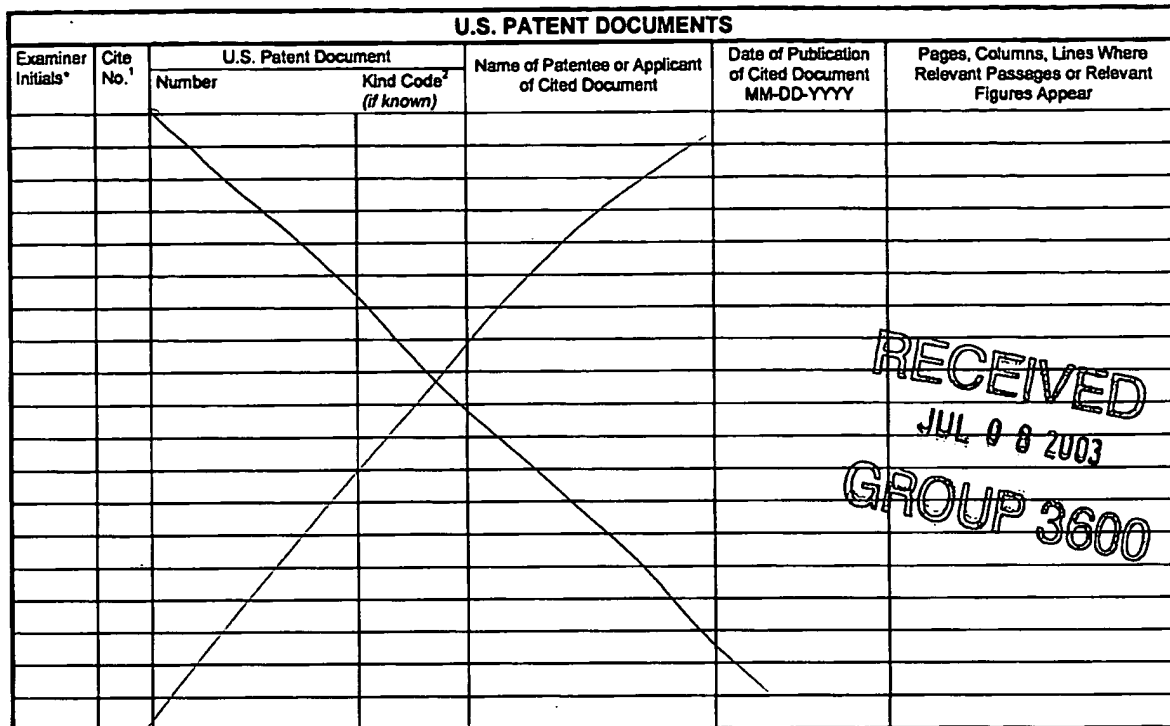 U.S. PATENT DOCUMENTS
Examiner Initials*
Cite No.1
U.S. Patent Document
Number
Kind Code2 (if known)
Name of Patentee or Applicant of Cited Document
Date of Publication of Cited Document MM-DD-YYYY
Pages, Columns, Lines Where Relevant Passages or Relevant Figures Appear
RECEIVED
JUL 08 2003
GROUP 3600